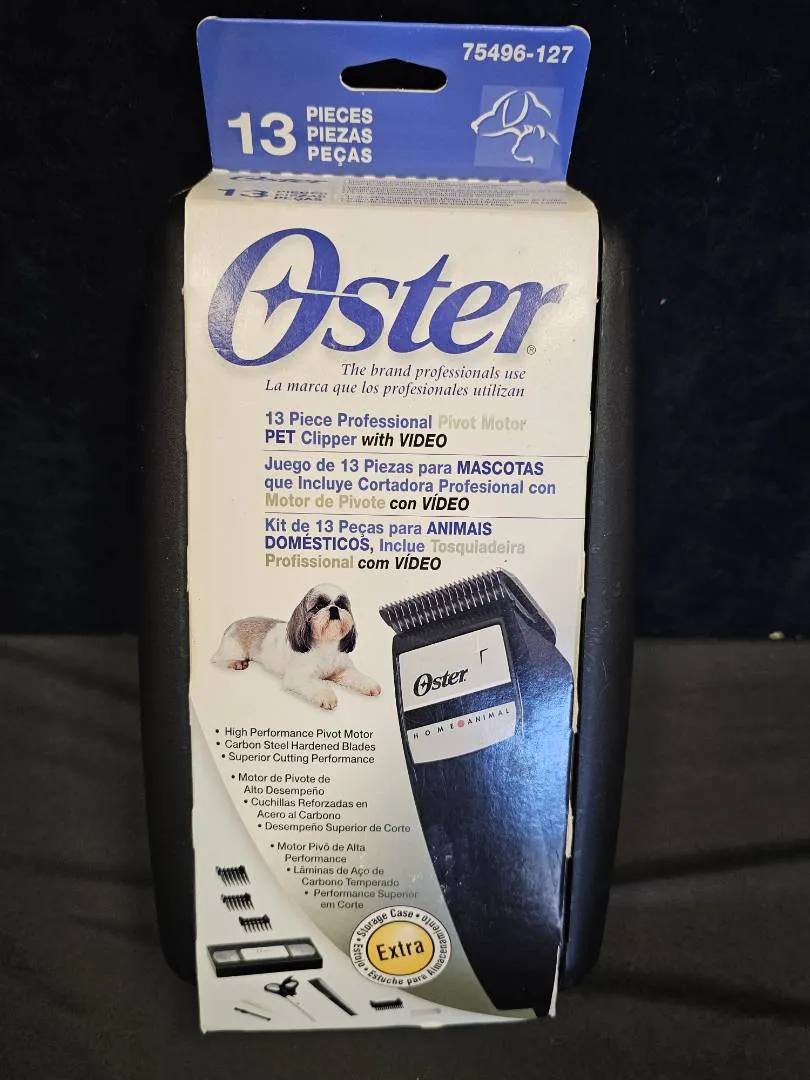 75496-127
13 PIECES
PIEZAS
PEÇAS
13
Oster®
The brand professionals use
La marca que los profesionales utilizan
13 Piece Professional Pivot Motor
PET Clipper with VIDEO
Juego de 13 Piezas para MASCOTAS
que Incluye Cortadora Profesional con
Motor de Pivote con VÍDEO
Kit de 13 Peças para ANIMAIS
DOMÉSTICOS, Inclue Tosquiadeira
Profissional com VÍDEO
Oster
HOME ANIMAL
• High Performance Pivot Motor
• Carbon Steel Hardened Blades
• Superior Cutting Performance
• Motor de Pivote de
Alto Desempeño
• Cuchillas Reforzadas en
Acero al Carbono
• Desempeño Superior de Corte
• Motor Pivô de Alta
Performance
• Lâminas de Aço de
Carbono Temperado
• Performance Superior
em Corte
Storage Case •
Estuche para Almacenamiento
• Estojo •
Extra